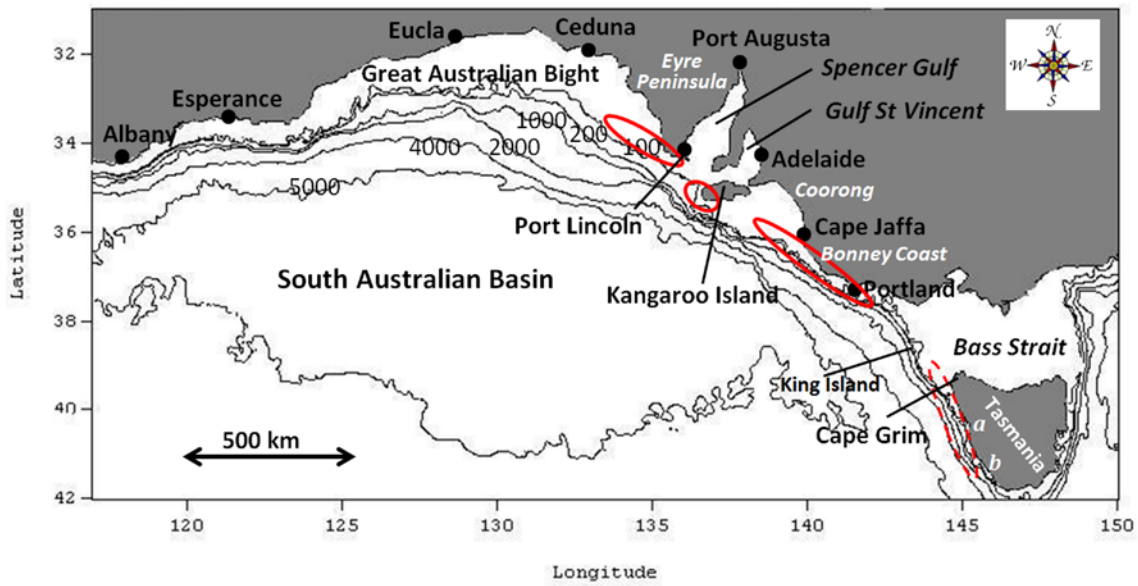 N
W E
S
Eucla
Ceduna
Port Augusta
Eyre
Peninsula
Spencer Gulf
Great Australian Bight
Esperance
Gulf St Vincent
Albany
1000
200
100
4000
2000
5000
Adelaide
Coorong
Port Lincoln
Cape Jaffa
Bonney Coast
South Australian Basin
Kangaroo Island
Portland
Bass Strait
King Island
Cape Grim
Tasmania
a
b
500 km
32
34
36
38
40
42
Latitude
120
125
130
135
140
145
150
Longitude